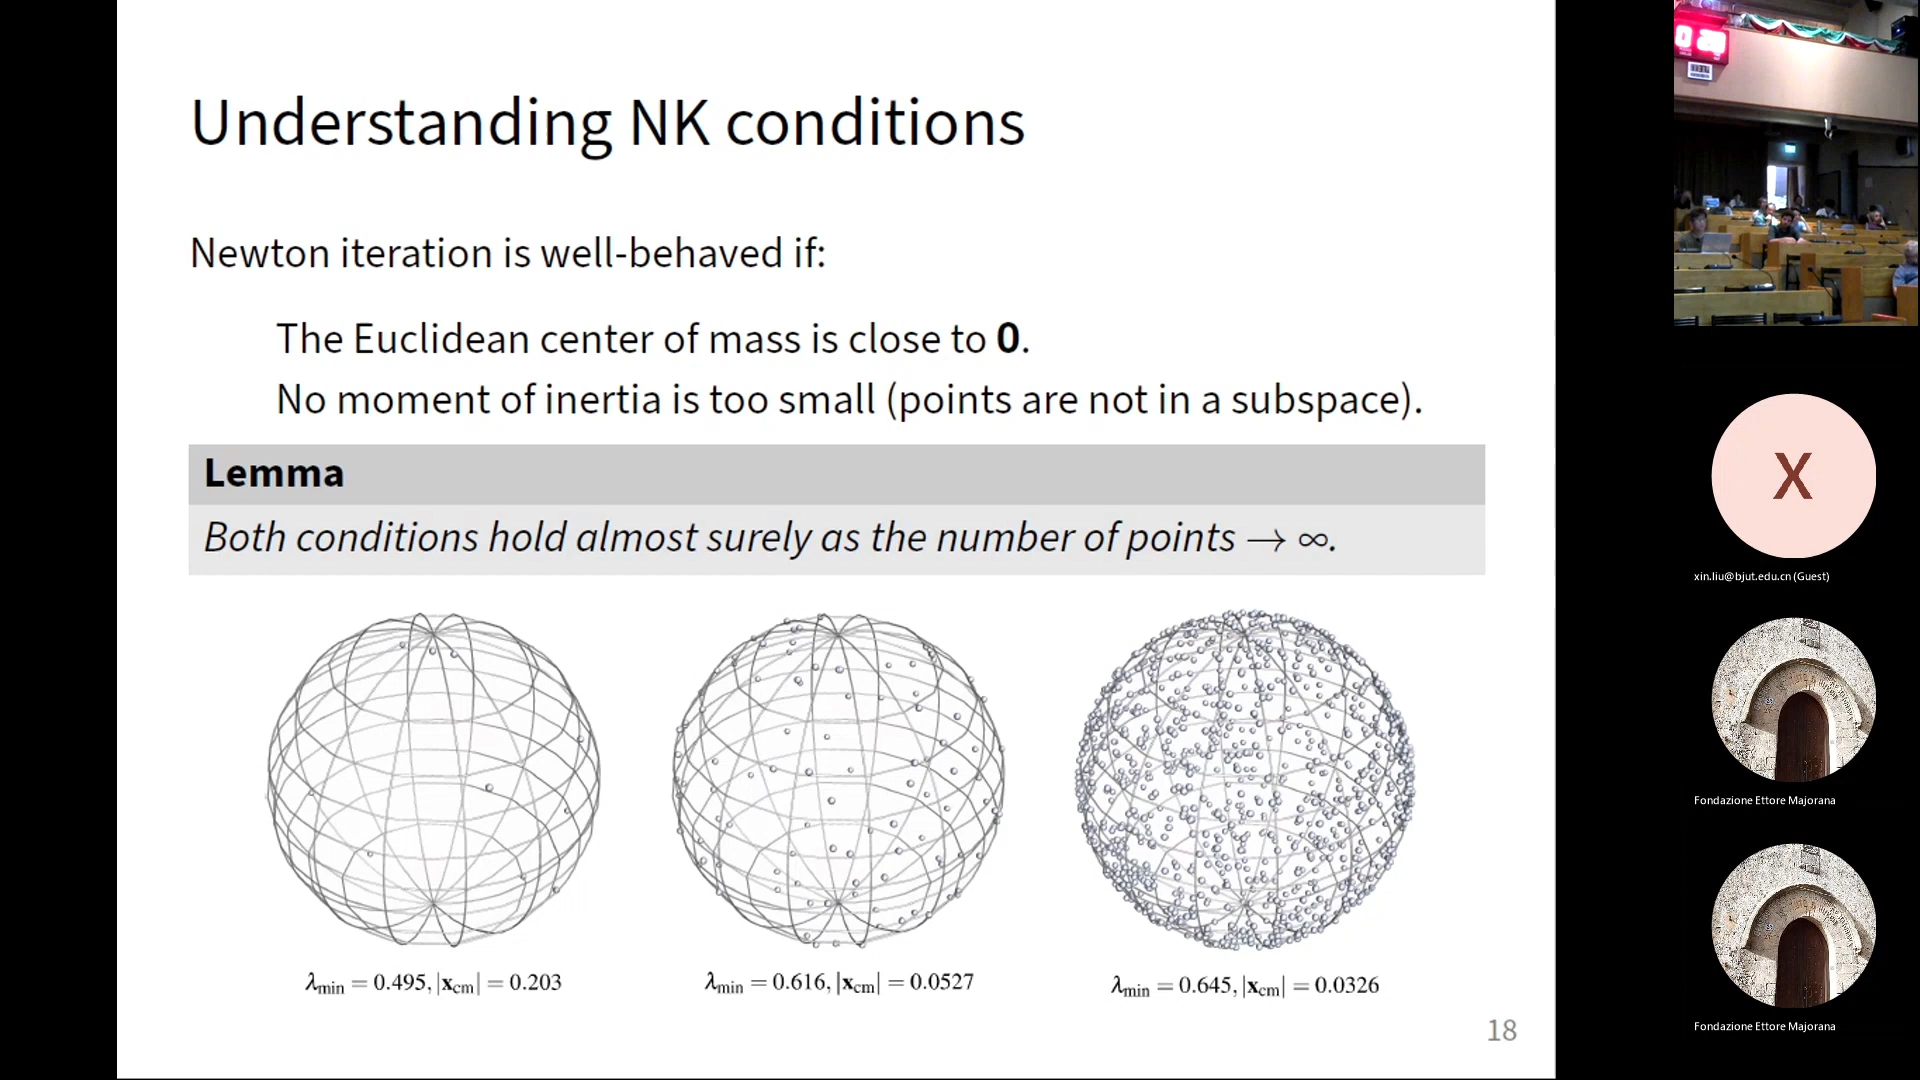 Understanding NK conditions
Newton iteration is well-behaved if:
The Euclidean center of mass is close to 0.
No moment of inertia is too small (points are not in a subspace).
Lemma
Both conditions hold almost surely as the number of points → ∞.
λmin = 0.495, |xcm| = 0.203
λmin = 0.616, |xcm| = 0.0527
λmin = 0.645, |xcm| = 0.0326
18
X
xin.liu@bjut.edu.cn (Guest)
Fondazione Ettore Majorana
Fondazione Ettore Majorana